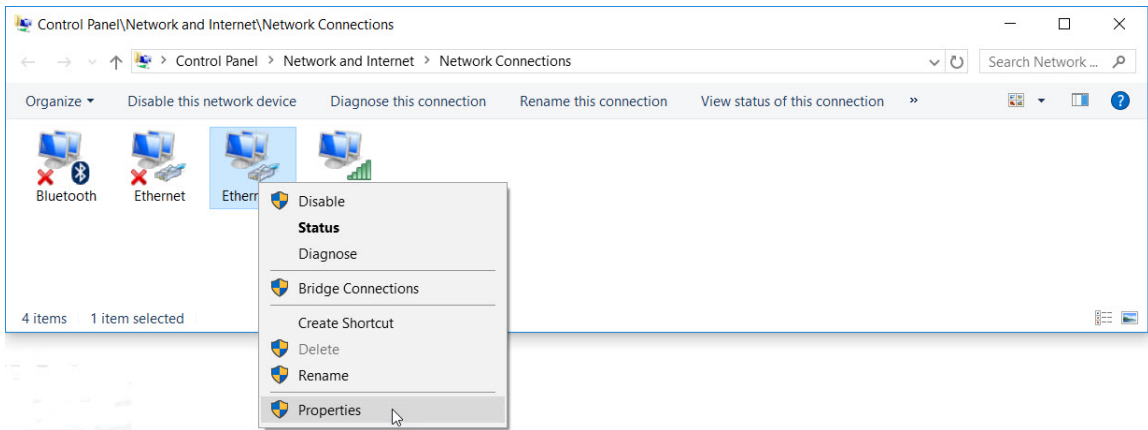 Control Panel\Network and Internet\Network Connections
Control Panel > Network and Internet > Network Connections
Search Network ...
Organize Disable this network device Diagnose this connection Rename this connection View status of this connection »
Bluetooth Ethernet
Disable
Status
Diagnose
Bridge Connections
Create Shortcut
Delete
Rename
Properties
4 items 1 item selected